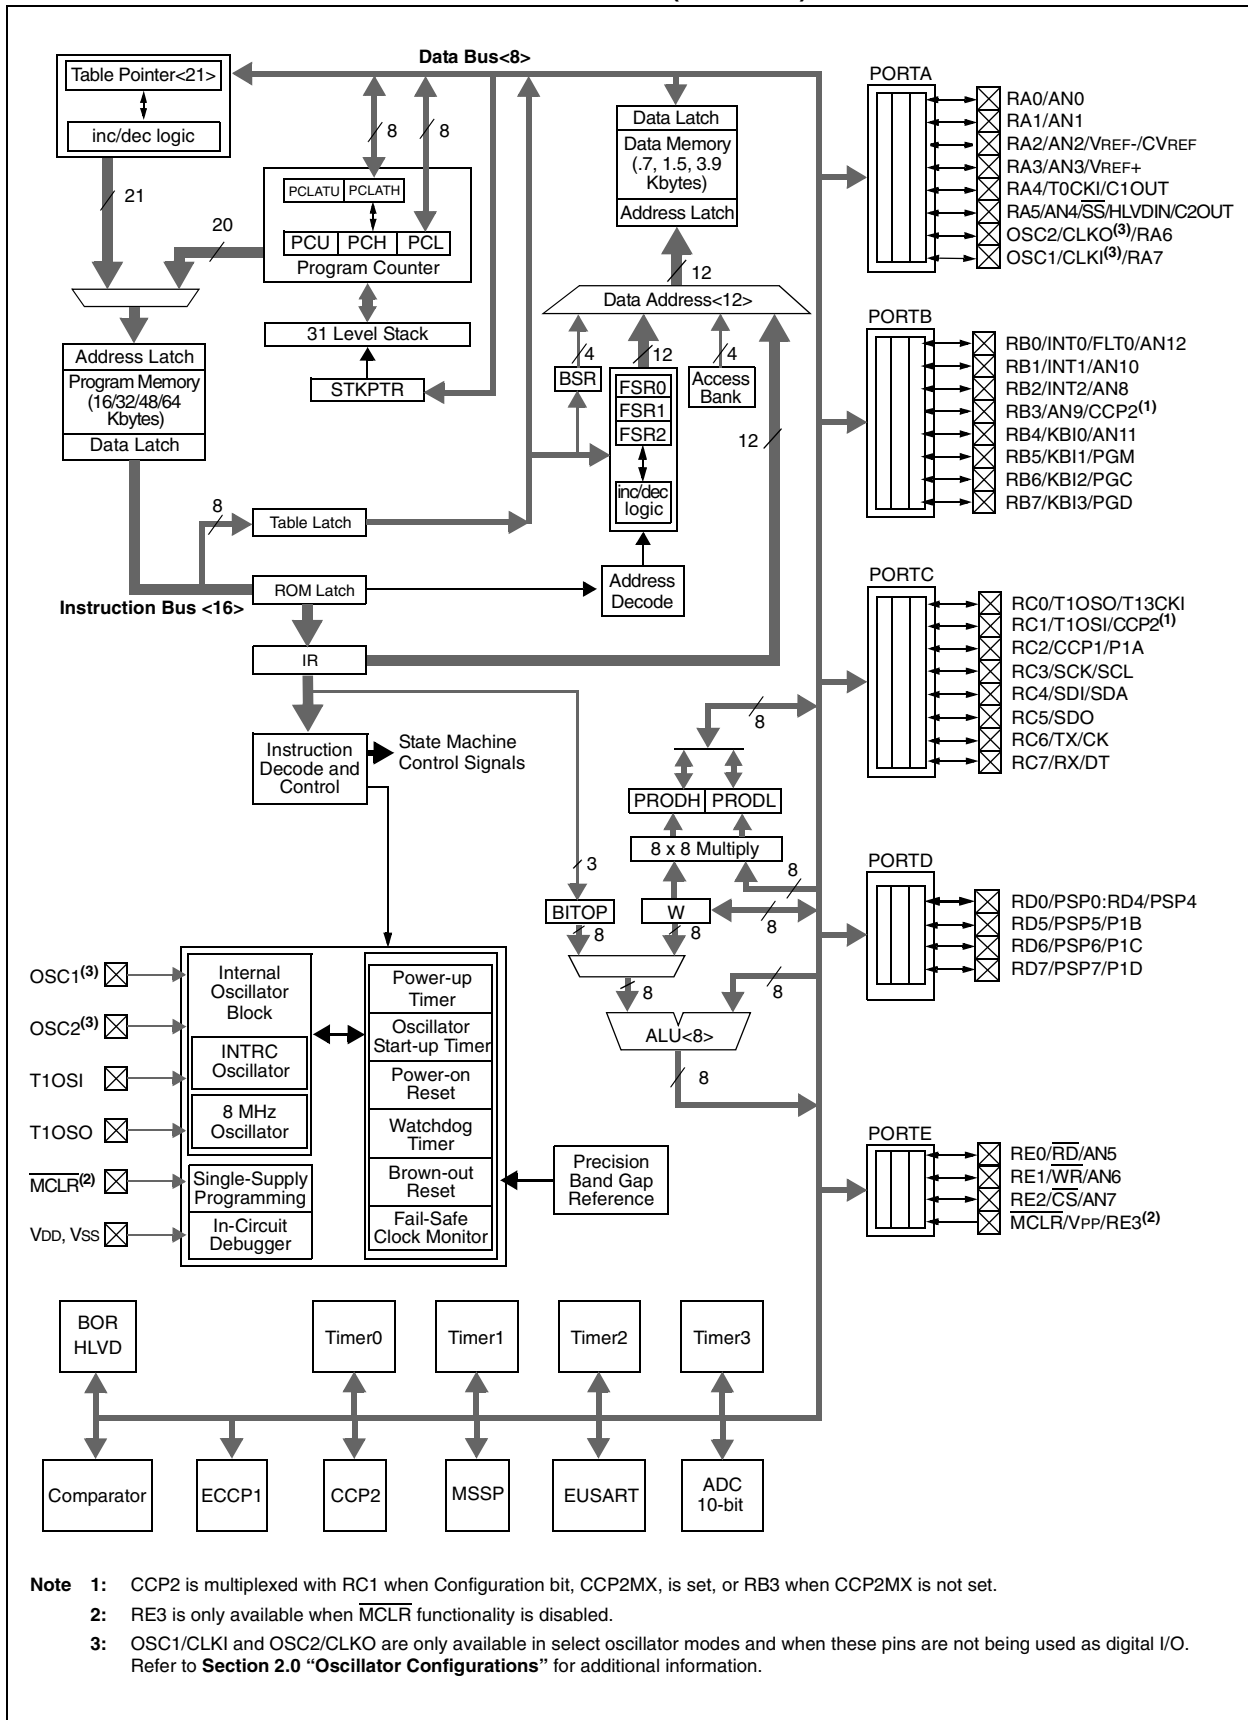 Data Bus<8>
Table Pointer<21>
inc/dec logic
21
20
8
8
PCLATU PCLATH
PCU PCH PCL
Program Counter
31 Level Stack
STKPTR
Data Latch
Data Memory
(.7, 1.5, 3.9
Kbytes)
Address Latch
12
Data Address<12>
4
12
4
BSR
FSR0
FSR1
FSR2
inc/dec
logic
Access
Bank
12
Address Latch
Program Memory
(16/32/48/64
Kbytes)
Data Latch
8
Table Latch
ROM Latch
Instruction Bus <16>
Address
Decode
IR
Instruction
Decode and
Control
State Machine
Control Signals
8
PRODH PRODL
8 x 8 Multiply
3
8
BITOP
W
8
8
8
8
8
ALU<8>
8
OSC1(3)
OSC2(3)
T1OSI
T1OSO
MCLR(2)
VDD, VSS
Internal
Oscillator
Block
INTRC
Oscillator
8 MHz
Oscillator
Single-Supply
Programming
In-Circuit
Debugger
Power-up
Timer
Oscillator
Start-up Timer
Power-on
Reset
Watchdog
Timer
Brown-out
Reset
Fail-Safe
Clock Monitor
Precision
Band Gap
Reference
PORTA
RA0/AN0
RA1/AN1
RA2/AN2/VREF-/CVREF
RA3/AN3/VREF+
RA4/T0CKI/C1OUT
RA5/AN4/SS/HLVDIN/C2OUT
OSC2/CLKO(3)/RA6
OSC1/CLKI(3)/RA7
PORTB
RB0/INT0/FLT0/AN12
RB1/INT1/AN10
RB2/INT2/AN8
RB3/AN9/CCP2(1)
RB4/KBI0/AN11
RB5/KBI1/PGM
RB6/KBI2/PGC
RB7/KBI3/PGD
PORTC
RC0/T1OSO/T13CKI
RC1/T1OSI/CCP2(1)
RC2/CCP1/P1A
RC3/SCK/SCL
RC4/SDI/SDA
RC5/SDO
RC6/TX/CK
RC7/RX/DT
PORTD
RD0/PSP0:RD4/PSP4
RD5/PSP5/P1B
RD6/PSP6/P1C
RD7/PSP7/P1D
PORTE
RE0/RD/AN5
RE1/WR/AN6
RE2/CS/AN7
MCLR/VPP/RE3(2)
BOR
HLVD
Timer0
Timer1
Timer2
Timer3
Comparator
ECCP1
CCP2
MSSP
EUSART
ADC
10-bit
Note 1: CCP2 is multiplexed with RC1 when Configuration bit, CCP2MX, is set, or RB3 when CCP2MX is not set.
2: RE3 is only available when MCLR functionality is disabled.
3: OSC1/CLKI and OSC2/CLKO are only available in select oscillator modes and when these pins are not being used as digital I/O.
Refer to Section 2.0 “Oscillator Configurations” for additional information.